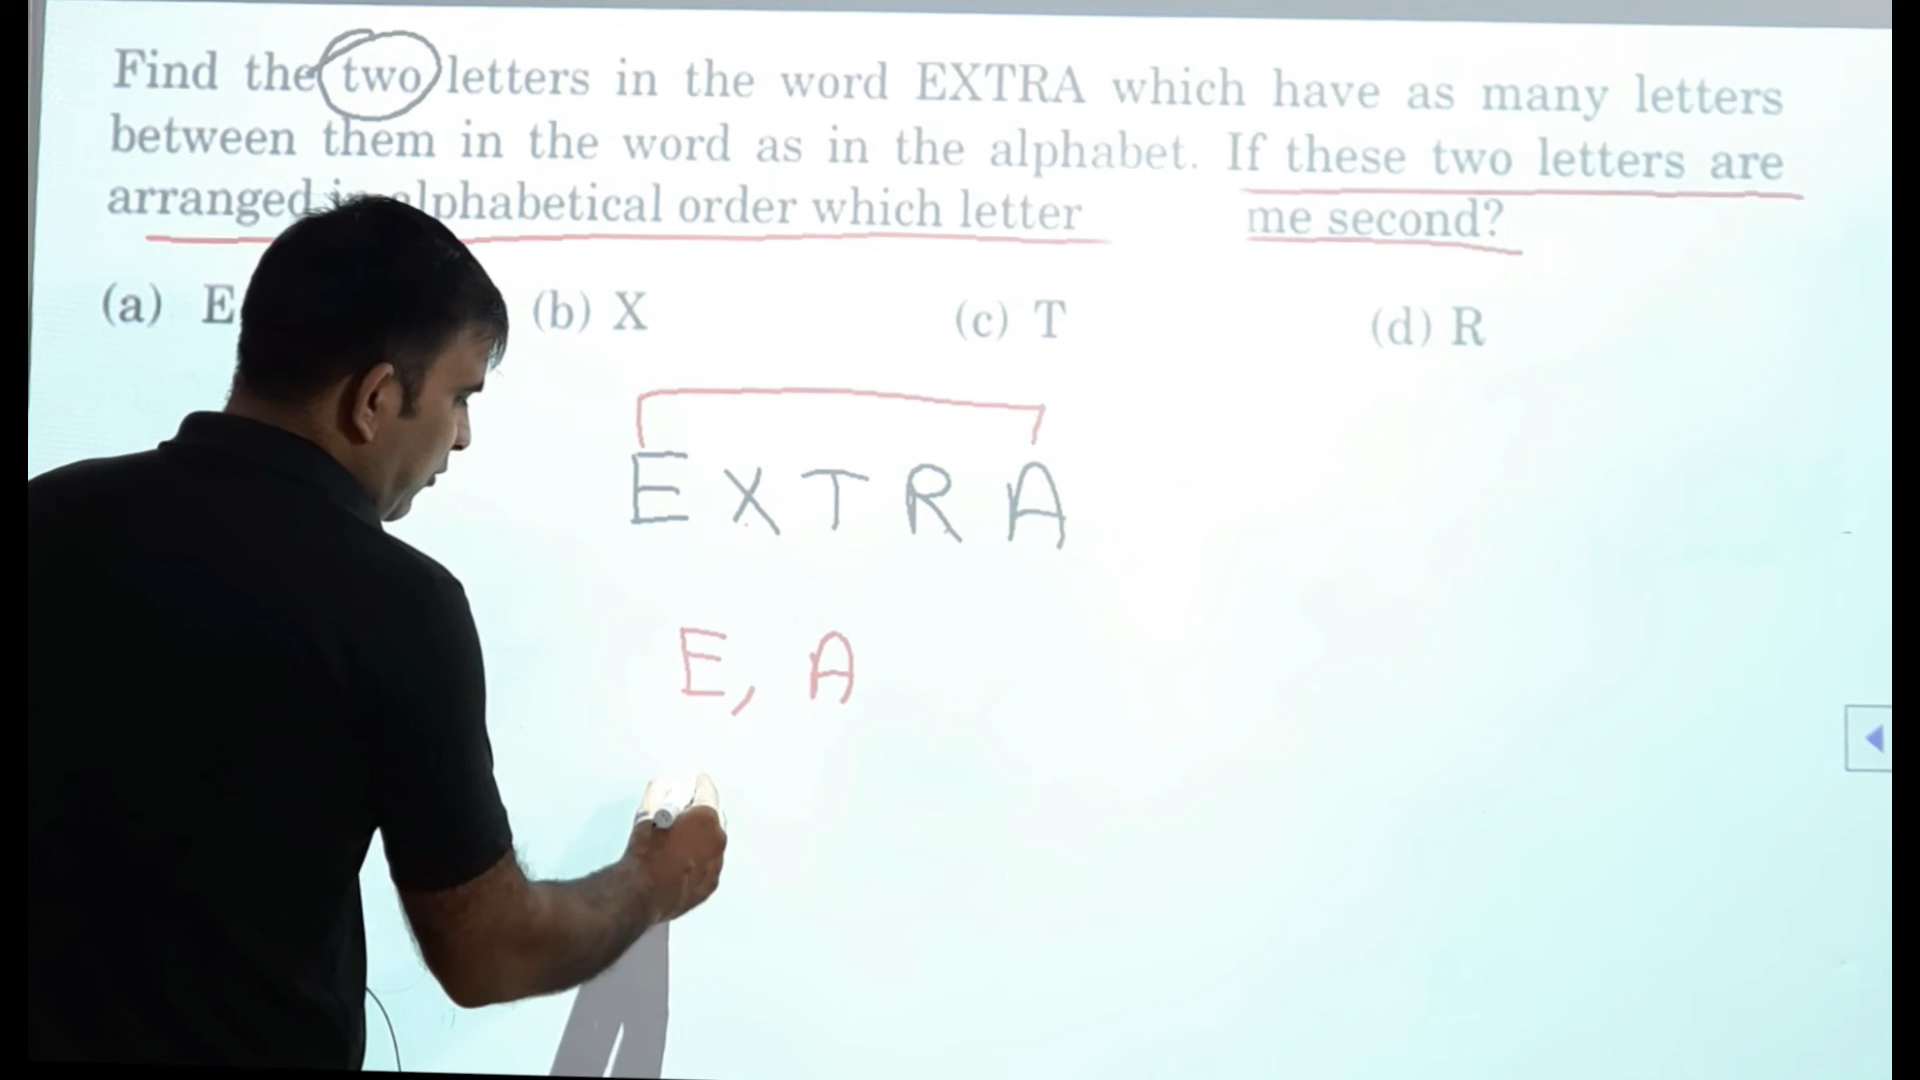 Find the two letters in the word EXTRA which have as many letters
between them in the word as in the alphabet. If these two letters are
arranged in alphabetical order which letter me second?
(a) E (b) X (c) T (d) R
E X T R A
E, A